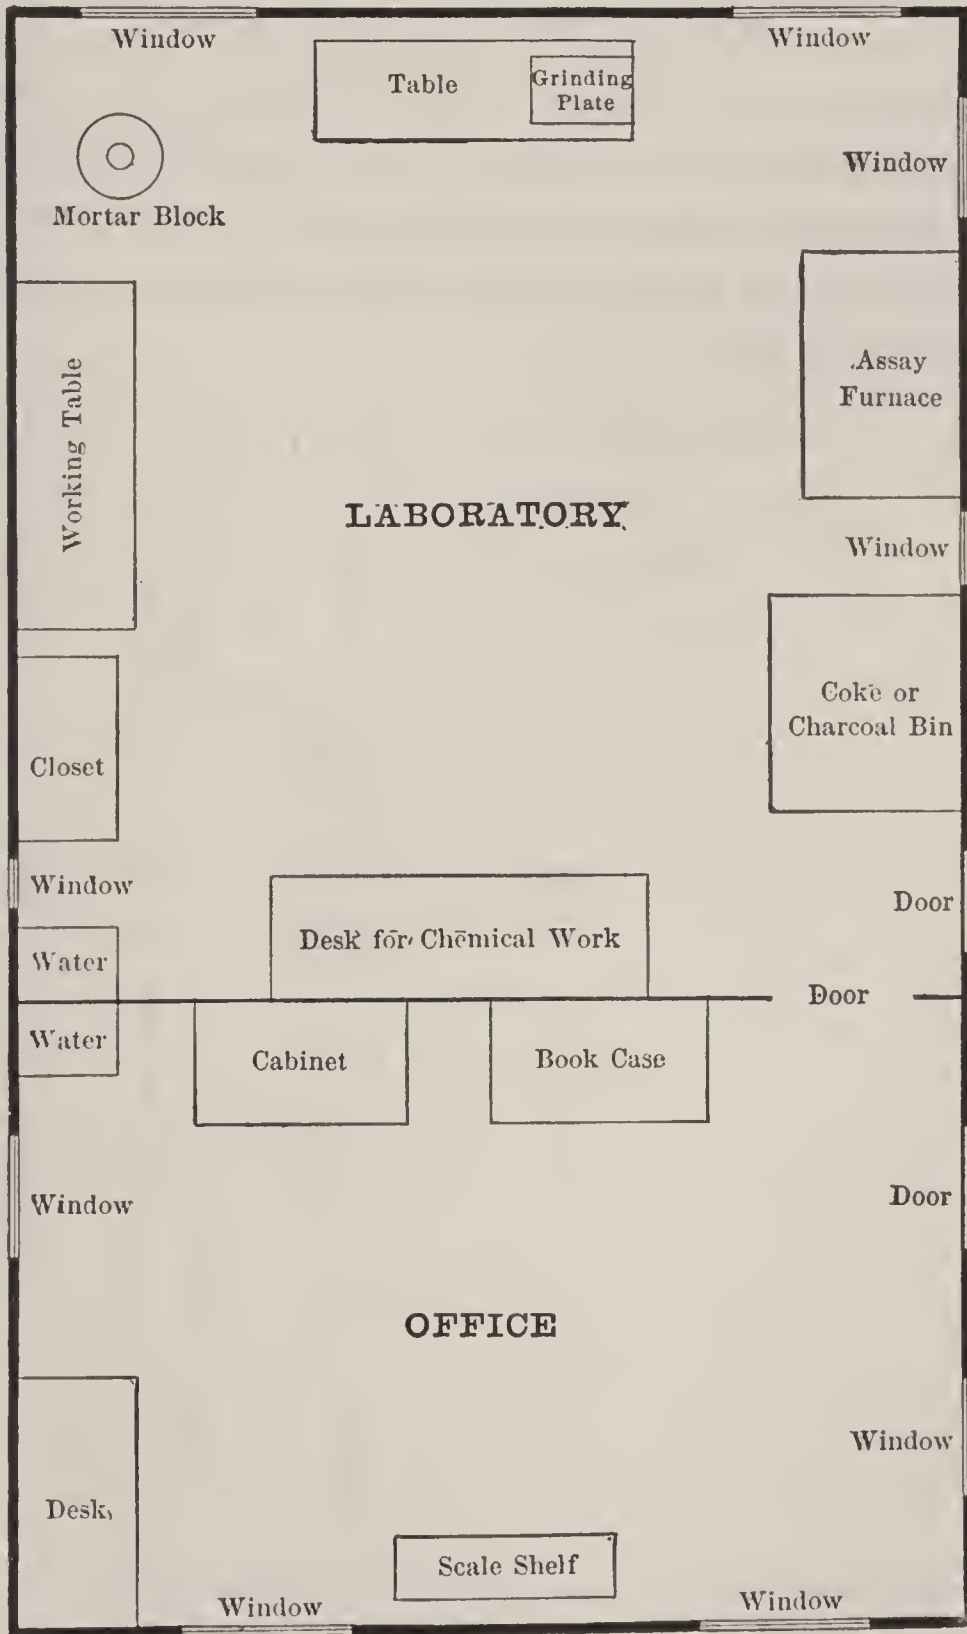 Window
Window
Table
Grinding
Plate
Window
Mortar Block
Assay
Furnace
Working Table
LABORATORY
Window
Coke or
Charcoal Bin
Closet
Window
Door
Desk for Chemical Work
Water
Door
Water
Cabinet
Book Case
Window
Door
OFFICE
Window
Desk
Scale Shelf
Window
Window